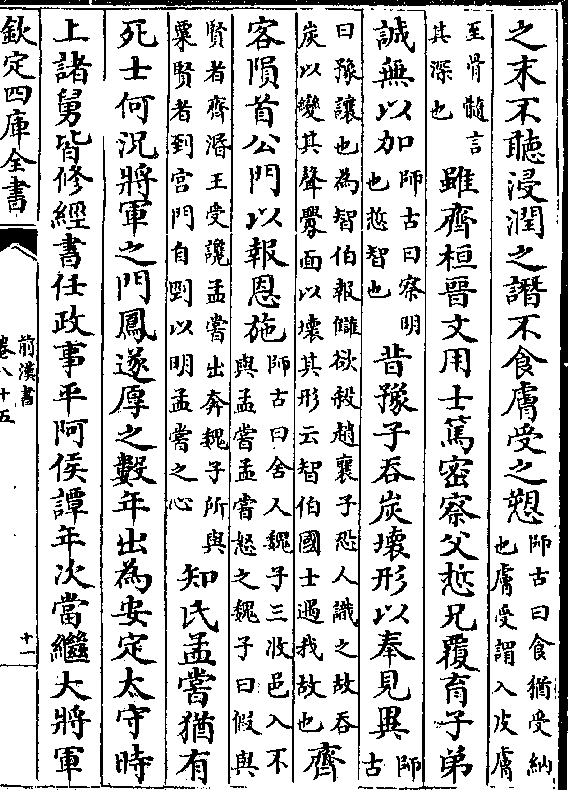 之末不聽浸潤之譖不食膚受之愬師古曰食猶受納也膚受謂入皮膚
至骨髓言其深也雖齊桓晉文用士篤密察父悊兄覆育子弟
誠無以加師古曰察明也悊智也昔豫子吞炭壞形以奉見異師古
曰豫讓也為智伯報讎欲殺趙襄子恐人識之故吞炭以變其聲釁面以壞其形云智伯國士遇我故也齊
客隕首公門以報恩施師古曰舍人魏子三收邑入不與孟嘗孟嘗怒之魏子曰假與
賢者齊湣王受讒孟嘗出奔魏子所與粟賢者到宮門自剄以明孟嘗之心知氏孟嘗猶有
死士何況將軍之門鳳遂厚之數年出為安定太守時
上諸舅皆修經書任政事平阿侯譚年次當繼大將軍
欽定四庫全書
前漢書
卷八十五
十一